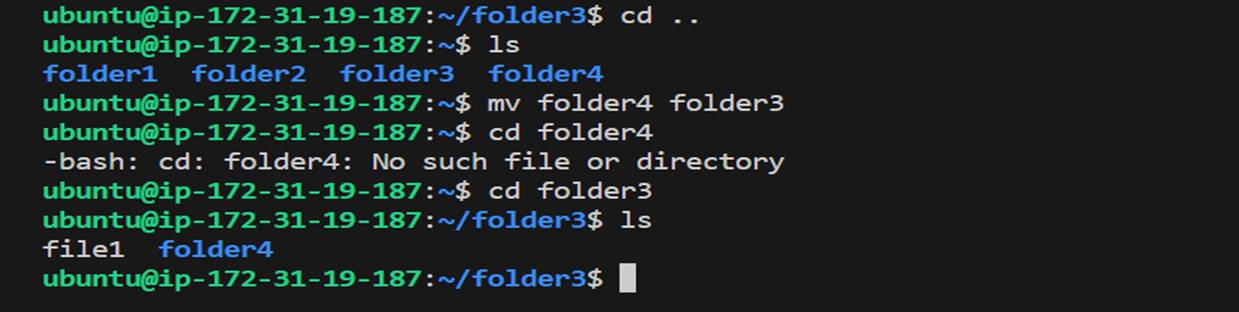 ubuntu@ip-172-31-19-187:~/folder3$ cd ..
ubuntu@ip-172-31-19-187:~$ ls
folder1  folder2  folder3  folder4
ubuntu@ip-172-31-19-187:~$ mv folder4 folder3
ubuntu@ip-172-31-19-187:~$ cd folder4
-bash: cd: folder4: No such file or directory
ubuntu@ip-172-31-19-187:~$ cd folder3
ubuntu@ip-172-31-19-187:~/folder3$ ls
file1  folder4
ubuntu@ip-172-31-19-187:~/folder3$